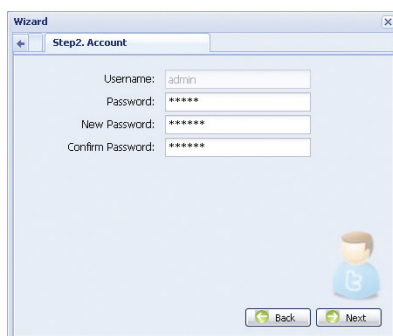 Wizard
Step2. Account
Username: admin
Password: *****
New Password: ******
Confirm Password: ******
Back Next